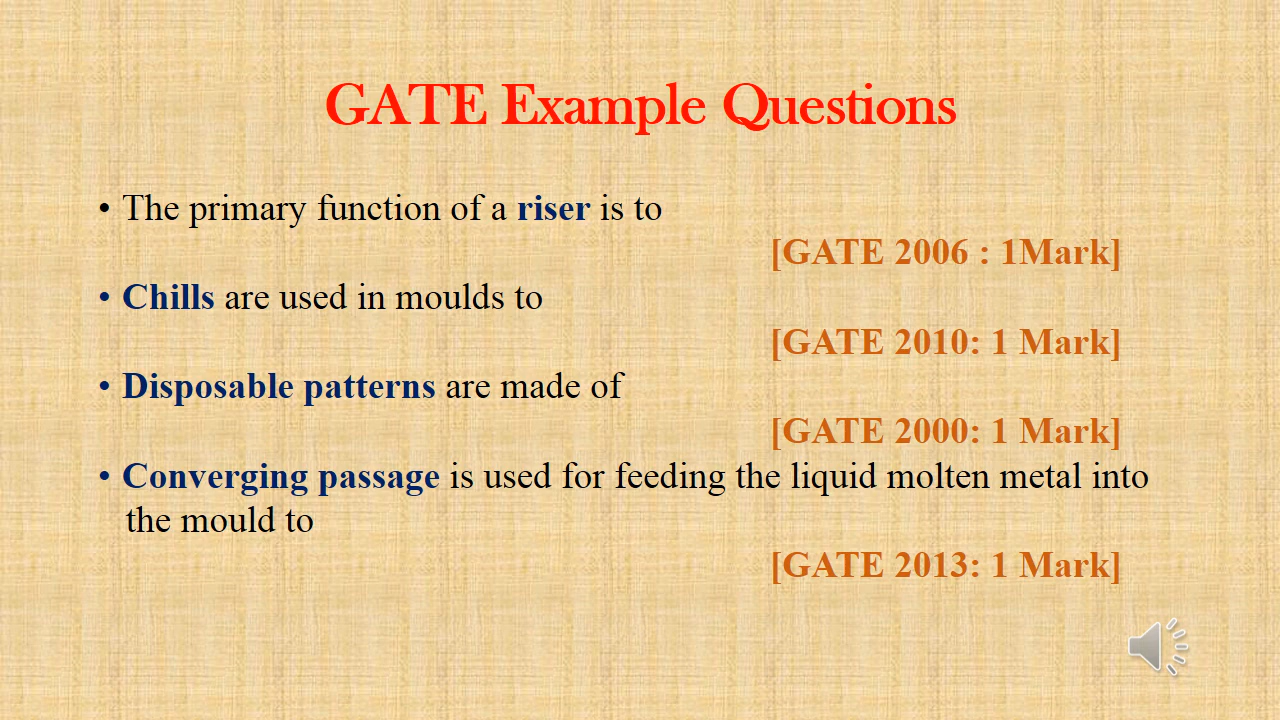 GATE Example Questions
• The primary function of a riser is to
[GATE 2006 : 1Mark]
• Chills are used in moulds to
[GATE 2010: 1 Mark]
• Disposable patterns are made of
[GATE 2000: 1 Mark]
• Converging passage is used for feeding the liquid molten metal into
the mould to
[GATE 2013: 1 Mark]